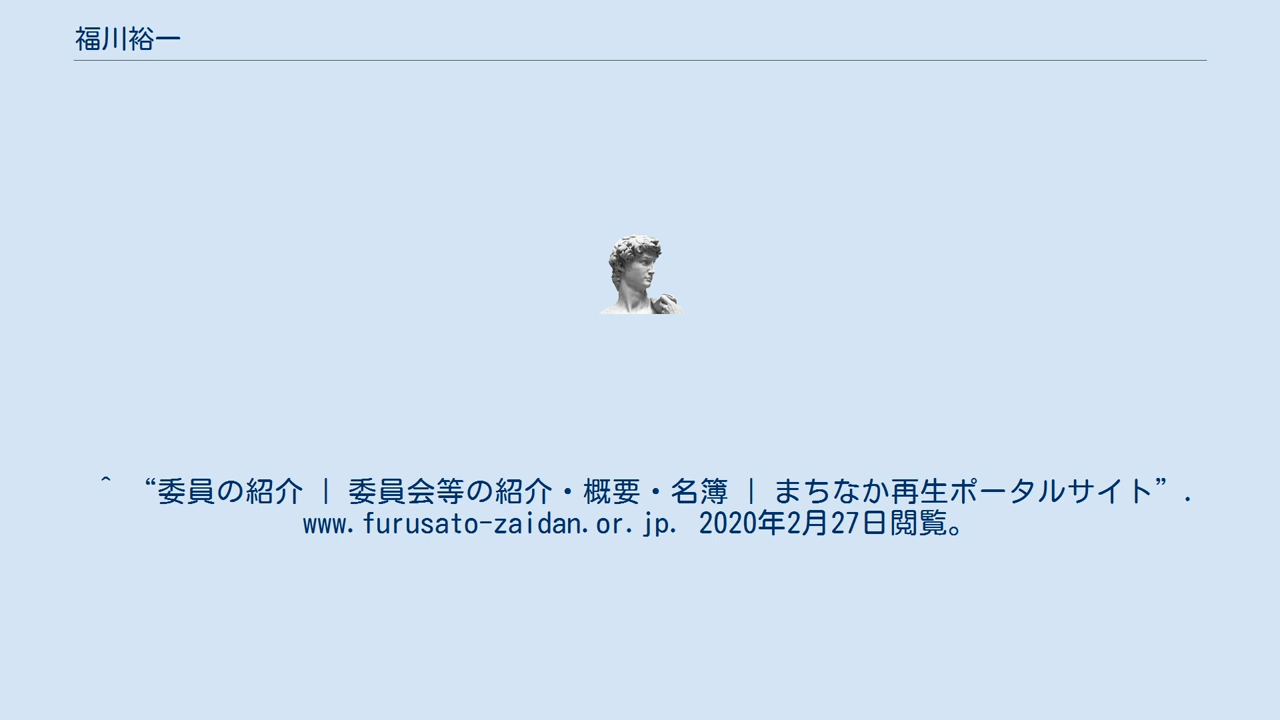 福川裕一
^ “委員の紹介 | 委員会等の紹介・概要・名簿 | まちなか再生ポータルサイト”.
www.furusato-zaidan.or.jp. 2020年2月27日閲覧。